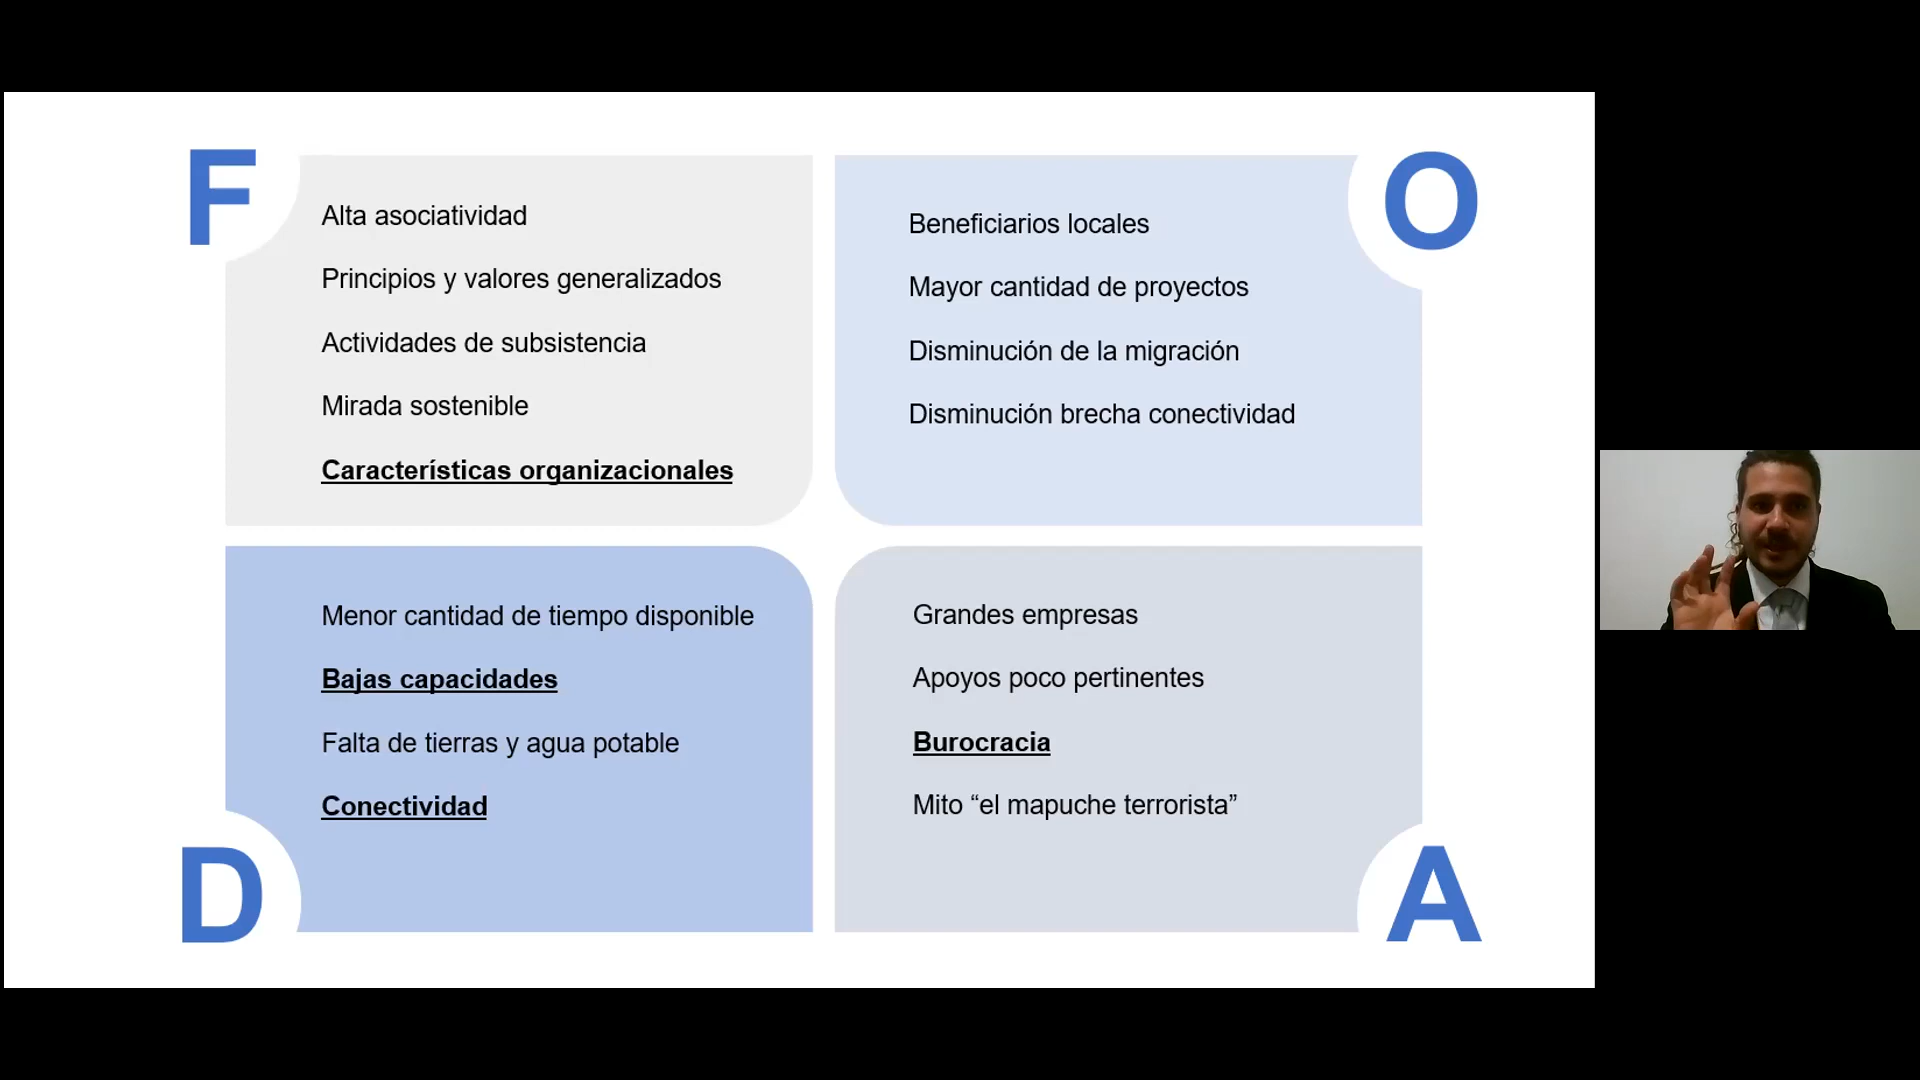 F
Alta asociatividad
Principios y valores generalizados
Actividades de subsistencia
Mirada sostenible
Características organizacionales
O
Beneficiarios locales
Mayor cantidad de proyectos
Disminución de la migración
Disminución brecha conectividad
D
Menor cantidad de tiempo disponible
Bajas capacidades
Falta de tierras y agua potable
Conectividad
A
Grandes empresas
Apoyos poco pertinentes
Burocracia
Mito “el mapuche terrorista”